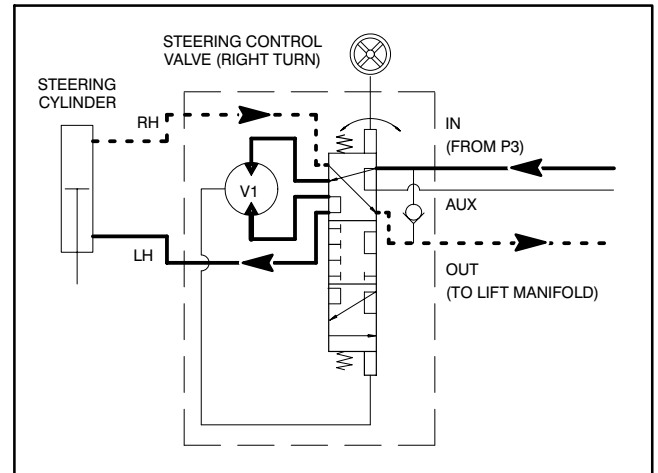 STEERING CONTROL
VALVE (RIGHT TURN)
STEERING
CYLINDER
RH
IN
(FROM P3)
V1
AUX
LH
OUT
(TO LIFT MANIFOLD)